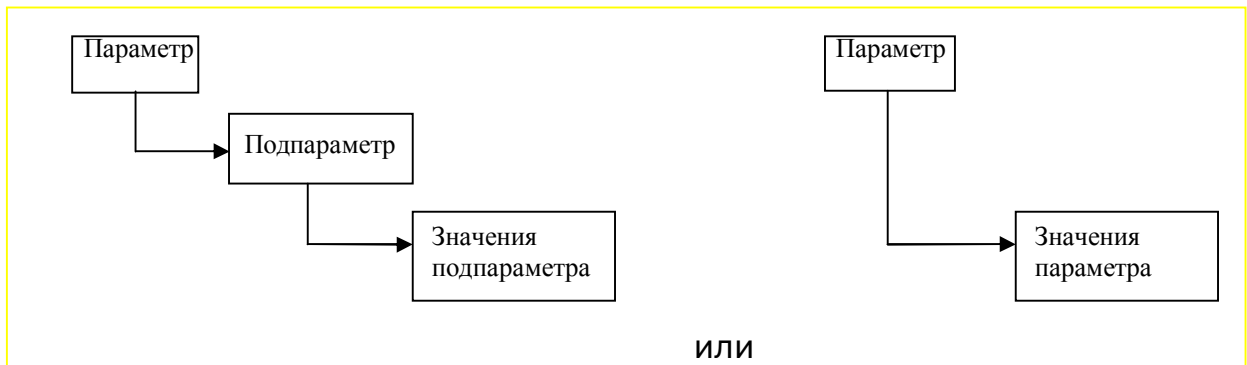 Параметр
Подпараметр
Значения
подпараметра
Параметр
Значения
параметра
или